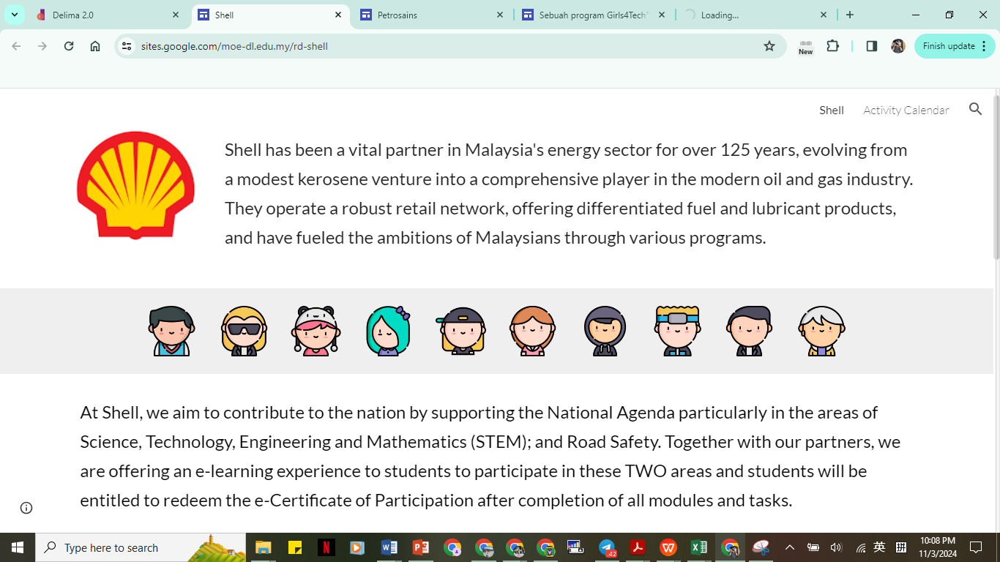 Delima 2.0
Shell
Petrosains
Sebuah program Girls4Tech
Loading...
sites.google.com/moe-dl.edu.my/rd-shell
New
Finish update
Shell
Activity Calendar
Shell has been a vital partner in Malaysia's energy sector for over 125 years, evolving from
a modest kerosene venture into a comprehensive player in the modern oil and gas industry.
They operate a robust retail network, offering differentiated fuel and lubricant products,
and have fueled the ambitions of Malaysians through various programs.
At Shell, we aim to contribute to the nation by supporting the National Agenda particularly in the areas of
Science, Technology, Engineering and Mathematics (STEM); and Road Safety. Together with our partners, we
are offering an e-learning experience to students to participate in these TWO areas and students will be
entitled to redeem the e-Certificate of Participation after completion of all modules and tasks.
Type here to search
N
W
P
42
W
X
英
10:08 PM
11/3/2024